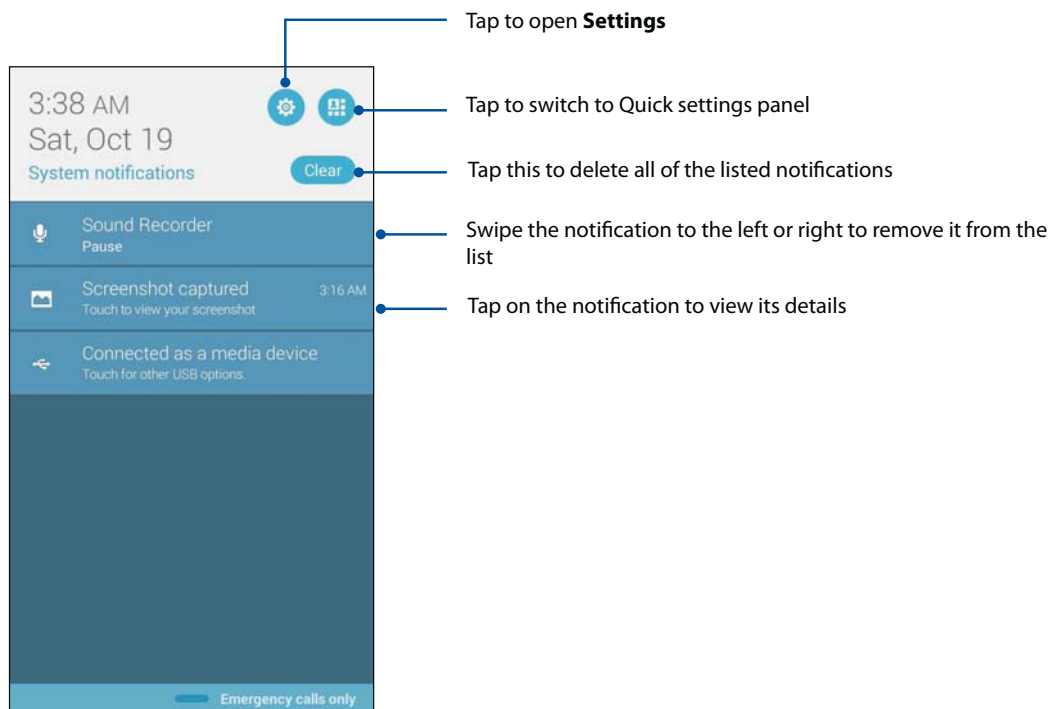 Tap to open Settings
3:38 AM
Sat, Oct 19
Tap to switch to Quick settings panel
System notifications
Clear
Tap this to delete all of the listed notifications
Sound Recorder
Pause
Swipe the notification to the left or right to remove it from the
list
Screenshot captured 3:16 AM
Touch to view your screenshot
Tap on the notification to view its details
Connected as a media device
Touch for other USB options.
Emergency calls only